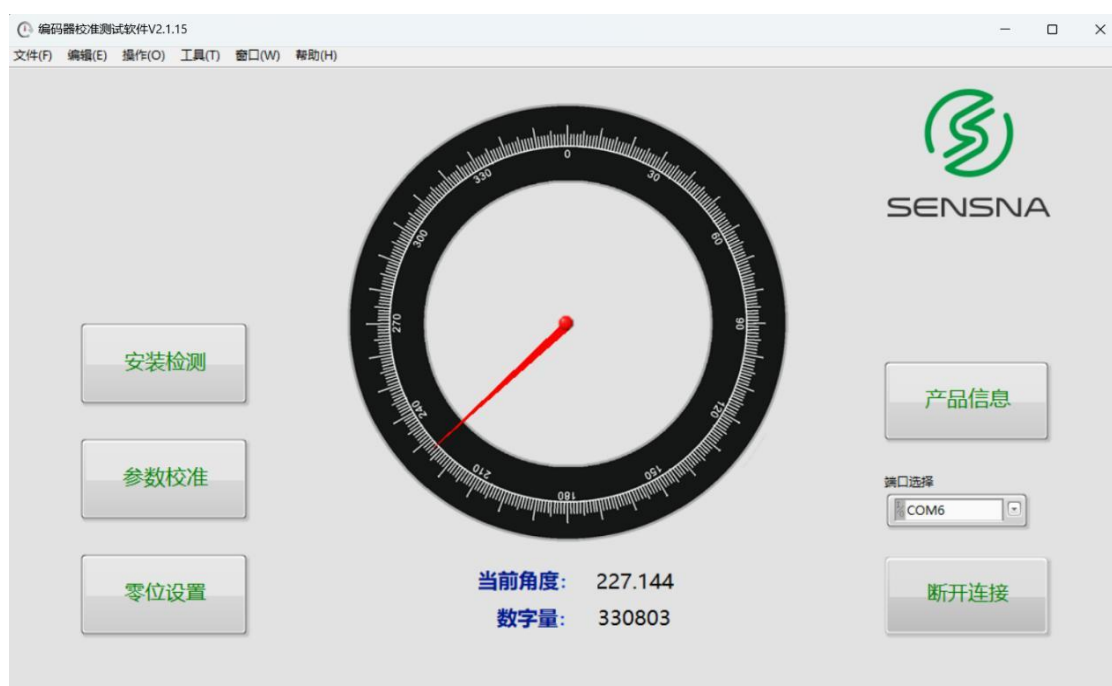 编码器校准测试软件V2.1.15
文件(F) 编辑(E) 操作(O) 工具(T) 窗口(W) 帮助(H)
0
30
60
90
120
150
180
210
240
270
300
330
SENSNA
安装检测
参数校准
零位设置
当前角度: 227.144
数字量: 330803
产品信息
端口选择
COM6
断开连接